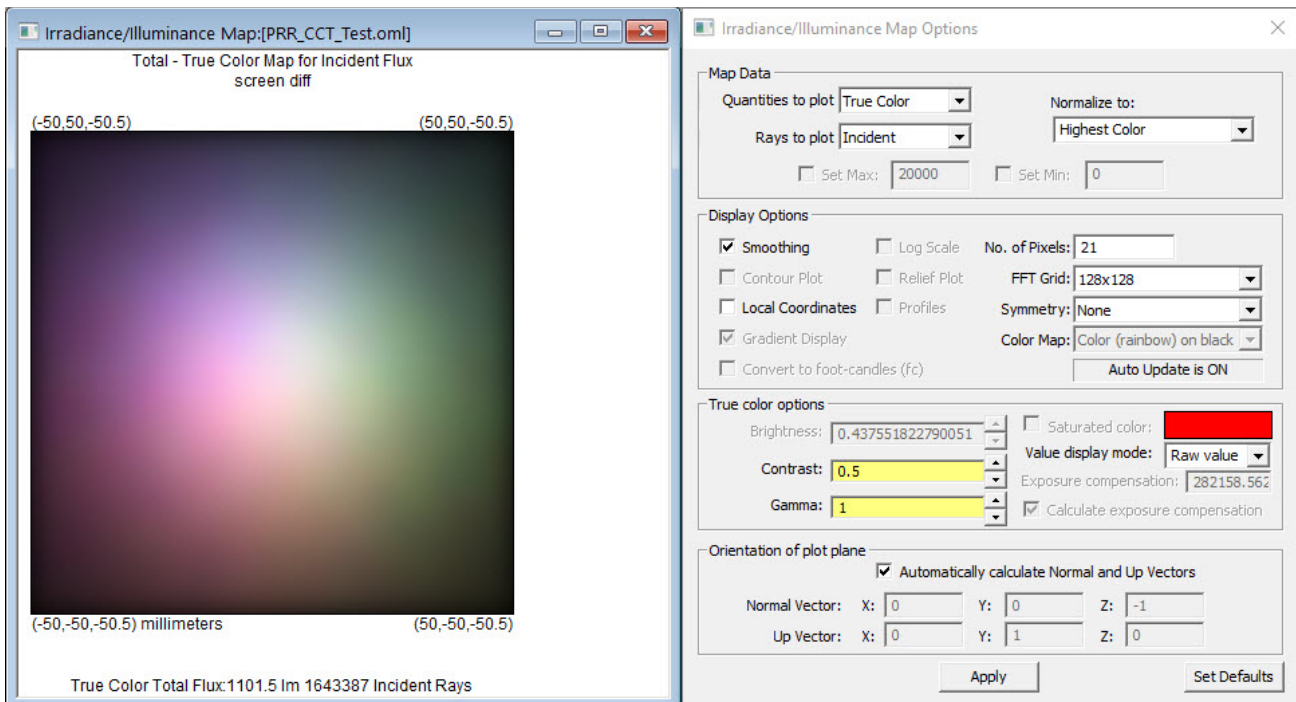 Irradiance/Illuminance Map:[PRR_CCT_Test.oml]
Total - True Color Map for Incident Flux
screen diff
(-50,50,-50.5) (50,50,-50.5)
(-50,-50,-50.5) millimeters (50,-50,-50.5)
True Color Total Flux:1101.5 lm 1643387 Incident Rays
Irradiance/Illuminance Map Options
Map Data
Quantities to plot True Color Normalize to:
Rays to plot Incident Highest Color
Set Max: 20000 Set Min: 0
Display Options
Smoothing Log Scale No. of Pixels: 21
Contour Plot Relief Plot FFT Grid: 128x128
Local Coordinates Profiles Symmetry: None
Gradient Display Color Map: Color (rainbow) on black
Convert to foot-candles (fc) Auto Update is ON
True color options
Brightness: 0.437551822790051 Saturated color:
Value display mode: Raw value
Contrast: 0.5 Exposure compensation: 282158.562
Gamma: 1 Calculate exposure compensation
Orientation of plot plane
Automatically calculate Normal and Up Vectors
Normal Vector: X: 0 Y: 0 Z: -1
Up Vector: X: 0 Y: 1 Z: 0
Apply Set Defaults